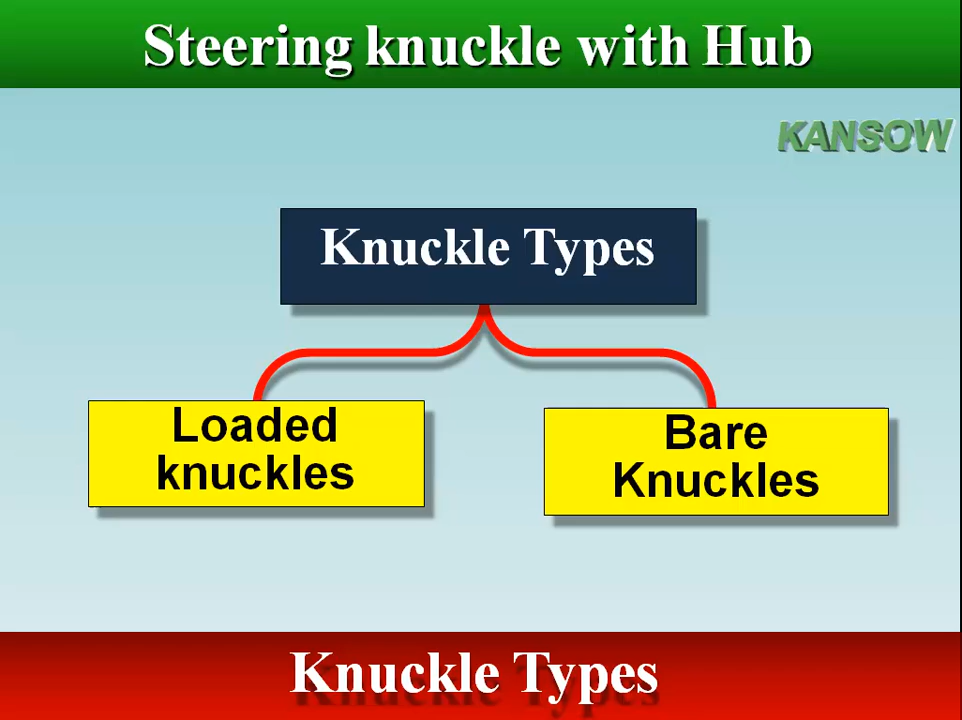 Steering knuckle with Hub
KANSOW
Knuckle Types
Loaded
knuckles
Bare
Knuckles
Knuckle Types